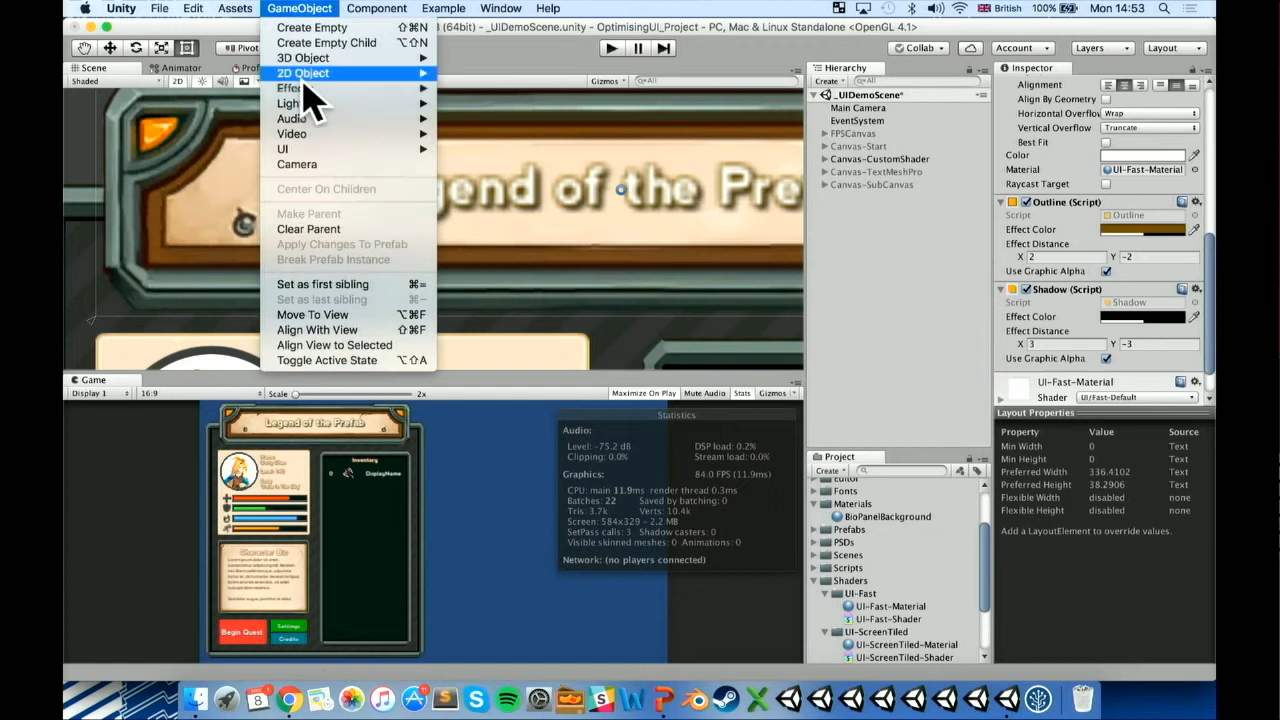 Unity File Edit Assets GameObject Component Example Window Help
British 100% Mon 14:53
(64bit) - _UIDemoScene.unity - OptimisingUI_Project - PC, Mac & Linux Standalone <OpenGL 4.1>
Pivot
Collab Account Layers Layout
Scene Animator
Shaded 2D Gizmos All
Create Empty ⇧⌘N
Create Empty Child ⌥⇧N
3D Object
2D Object
Effe
Ligh
Audio
Video
UI
Camera
Center On Children
Make Parent
Clear Parent
Apply Changes To Prefab
Break Prefab Instance
Set as first sibling ⌘=
Set as last sibling ⌘-
Move To View ⌥⌘F
Align With View ⇧⌘F
Align View to Selected
Toggle Active State ⌥⇧A
gend of the Pre
Hierarchy
Create All
_UIDemoScene*
Main Camera
EventSystem
FPSCanvas
Canvas-Start
Canvas-CustomShader
Canvas-TextMeshPro
Canvas-SubCanvas
Inspector
Alignment
Align By Geometry
Horizontal Overflow Wrap
Vertical Overflow Truncate
Best Fit
Color
Material UI-Fast-Material
Raycast Target
Outline (Script)
Script Outline
Effect Color
Effect Distance
X 2 Y -2
Use Graphic Alpha
Shadow (Script)
Script Shadow
Effect Color
Effect Distance
X 3 Y -3
Use Graphic Alpha
UI-Fast-Material
Shader UI/Fast-Default
Layout Properties
Property Value Source
Min Width 0 Text
Min Height 0 Text
Preferred Width 336.4102 Text
Preferred Height 38.2906 Text
Flexible Width disabled none
Flexible Height disabled none
Add a LayoutElement to override values.
Game
Display 1 16:9 Scale 2x Maximize On Play Mute Audio Stats Gizmos
Legend of the Prefab
Inventory
0 DisplayName
Character Bio
Begin Quest
Settings
Credits
Statistics
Audio:
Level: -75.2 dB DSP load: 0.2%
Clipping: 0.0% Stream load: 0.0%
Graphics: 84.0 FPS (11.9ms)
CPU: main 11.9ms render thread 0.3ms
Batches: 22 Saved by batching: 0
Tris: 3.7k Verts: 10.4k
Screen: 584x329 - 2.2 MB
SetPass calls: 3 Shadow casters: 0
Visible skinned meshes: 0 Animations: 0
Network: (no players connected)
Project
Create
Editor
Fonts
Materials
BioPanelBackground
Prefabs
PSDs
Scenes
Scripts
Shaders
UI-Fast
UI-Fast-Material
UI-Fast-Shader
UI-ScreenTiled
UI-ScreenTiled-Material
UI-ScreenTiled-Shader